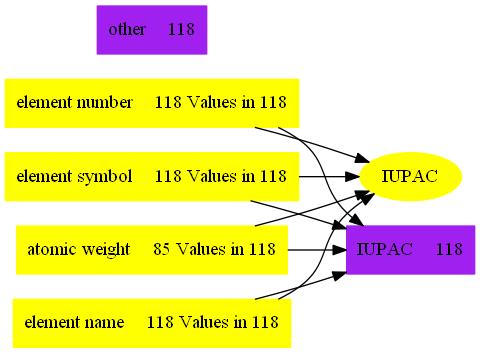 other 118
element number 118 Values in 118
element symbol 118 Values in 118
IUPAC
atomic weight 85 Values in 118
IUPAC 118
element name 118 Values in 118